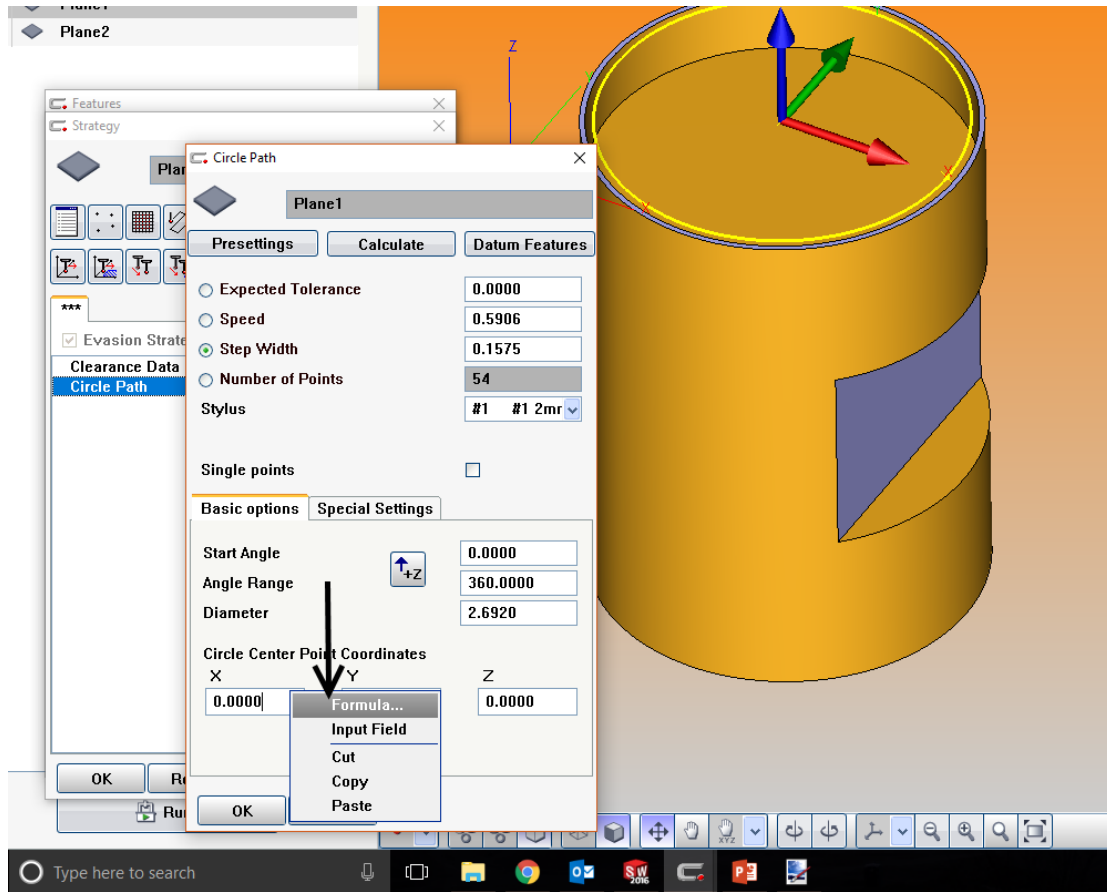 Plane1
Plane2
Features
Strategy
Circle Path
Plane1
Presettings
Calculate
Datum Features
Expected Tolerance
0.0000
Speed
0.5906
Step Width
0.1575
Number of Points
54
Stylus
#1 #1 2mr
Single points
Basic options
Special Settings
Start Angle
0.0000
+Z
Angle Range
360.0000
Diameter
2.6920
Circle Center Point Coordinates
X
Y
Z
0.0000
0.0000
Formula...
Input Field
Cut
Copy
Paste
OK
***
Evasion Strate
Clearance Data
Circle Path
OK
Z
X
X
XYZ
Type here to search
SW
2016